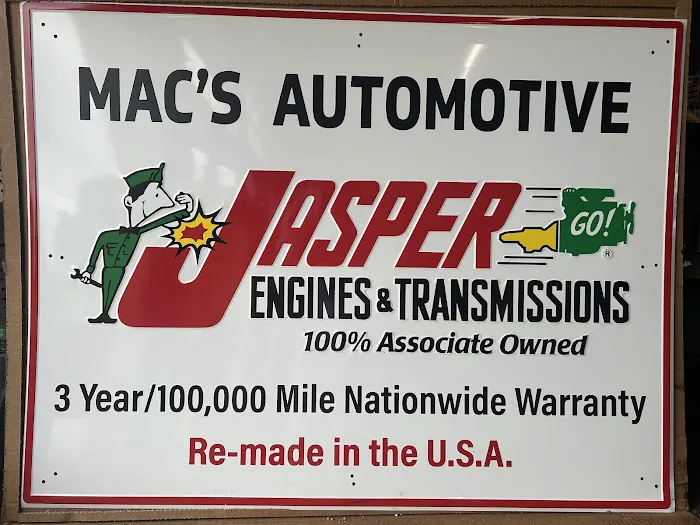 MAC'S AUTOMOTIVE
JASPER
GO!
®
ENGINES & TRANSMISSIONS
100% Associate Owned
3 Year/100,000 Mile Nationwide Warranty
Re-made in the U.S.A.